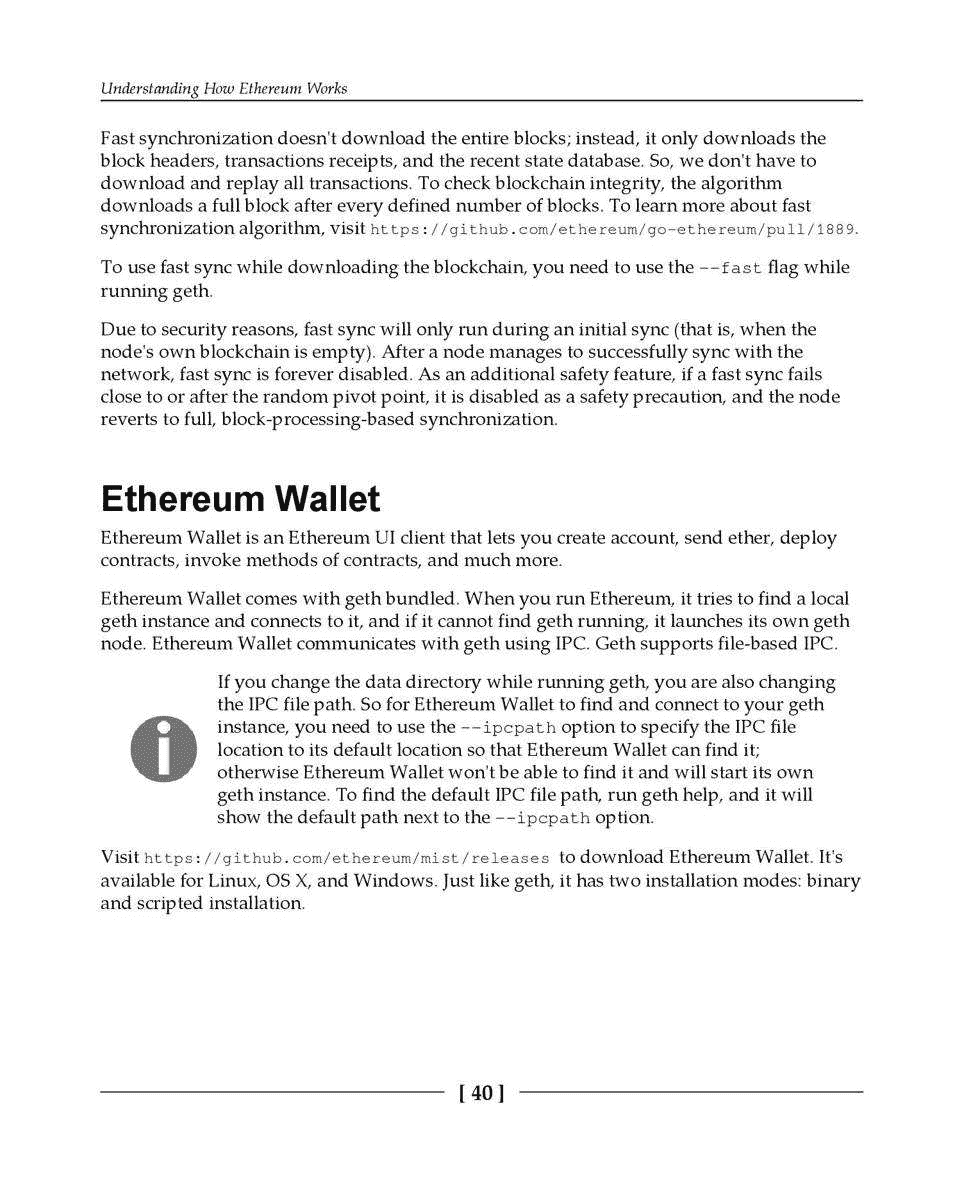 Understanding How Ethereum Works
Fast synchronization doesn't download the entire blocks; instead, it only downloads the
block headers, transactions receipts, and the recent state database. So, we don't have to
download and replay all transactions. To check blockchain integrity, the algorithm
downloads a full block after every defined number of blocks. To learn more about fast
synchronization algorithm, visit https://github.com/ethereum/go-ethereum/pull/1889.
To use fast sync while downloading the blockchain, you need to use the --fast flag while
running geth.
Due to security reasons, fast sync will only run during an initial sync (that is, when the
node's own blockchain is empty). After a node manages to successfully sync with the
network, fast sync is forever disabled. As an additional safety feature, if a fast sync fails
close to or after the random pivot point, it is disabled as a safety precaution, and the node
reverts to full, block-processing-based synchronization.
Ethereum Wallet
Ethereum Wallet is an Ethereum UI client that lets you create account, send ether, deploy
contracts, invoke methods of contracts, and much more.
Ethereum Wallet comes with geth bundled. When you run Ethereum, it tries to find a local
geth instance and connects to it, and if it cannot find geth running, it launches its own geth
node. Ethereum Wallet communicates with geth using IPC. Geth supports file-based IPC.
If you change the data directory while running geth, you are also changing
the IPC file path. So for Ethereum Wallet to find and connect to your geth
instance, you need to use the --ipcpath option to specify the IPC file
location to its default location so that Ethereum Wallet can find it;
otherwise Ethereum Wallet won't be able to find it and will start its own
geth instance. To find the default IPC file path, run geth help, and it will
show the default path next to the --ipcpath option.
Visit https://github.com/ethereum/mist/releases to download Ethereum Wallet. It's
available for Linux, OS X, and Windows. Just like geth, it has two installation modes: binary
and scripted installation.
[ 40 ]